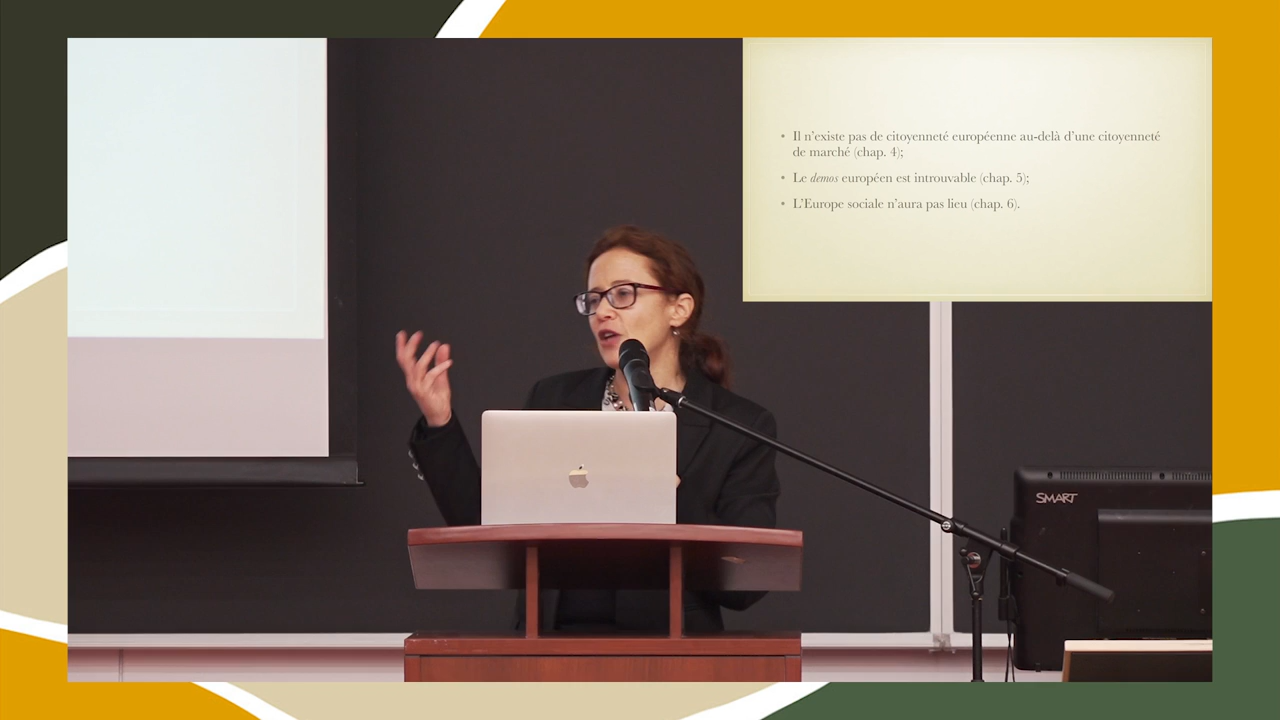 • Il n’existe pas de citoyenneté européenne au-delà d’une citoyenneté
de marché (chap. 4);
• Le demos européen est introuvable (chap. 5);
• L’Europe sociale n’aura pas lieu (chap. 6).
SMART